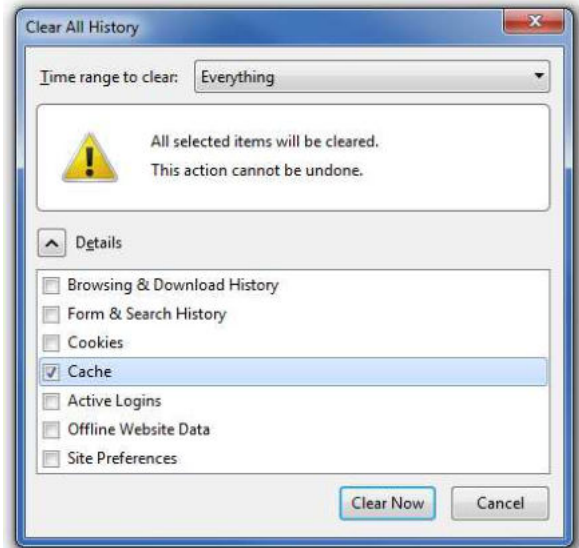 Clear All History
Time range to clear: Everything
All selected items will be cleared.
This action cannot be undone.
Details
Browsing & Download History
Form & Search History
Cookies
Cache
Active Logins
Offline Website Data
Site Preferences
Clear Now Cancel